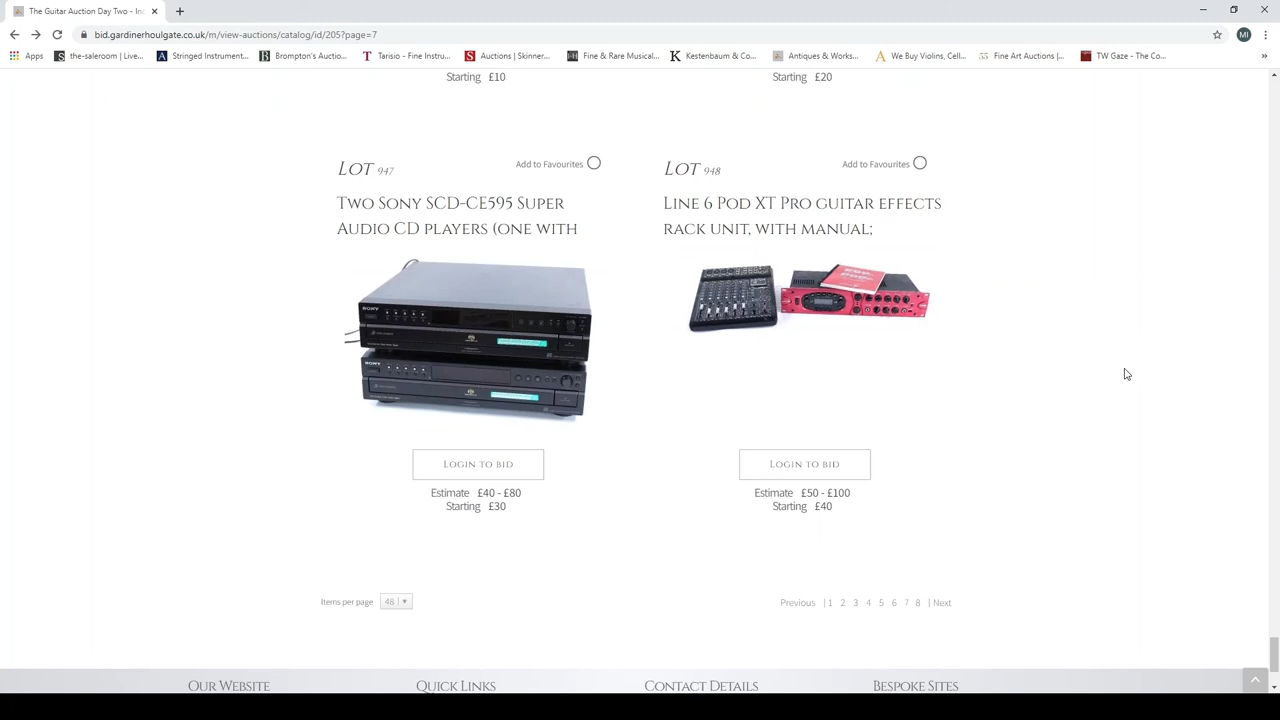 The Guitar Auction Day Two - Inc
bid.gardinerhoulgate.co.uk/m/view-auctions/catalog/id/205?page=7
MI
Apps
the-saleroom | Live...
Stringed Instrument...
Brompton's Auctio...
Tarisio - Fine Instru...
Auctions | Skinner...
Fine & Rare Musical...
Kestenbaum & Co...
Antiques & Works...
We Buy Violins, Cell...
Fine Art Auctions |...
TW Gaze - The Co...
Starting £10
Starting £20
Lot 947
Add to Favourites
Two Sony SCD-CE595 Super
Audio CD players (one with
SONY
SONY
Login to bid
Estimate £40 - £80
Starting £30
Lot 948
Add to Favourites
Line 6 Pod XT Pro guitar effects
rack unit, with manual;
Login to bid
Estimate £50 - £100
Starting £40
Items per page 48
Previous | 1 2 3 4 5 6 7 8 | Next
Our Website
Quick Links
Contact Details
Bespoke Sites